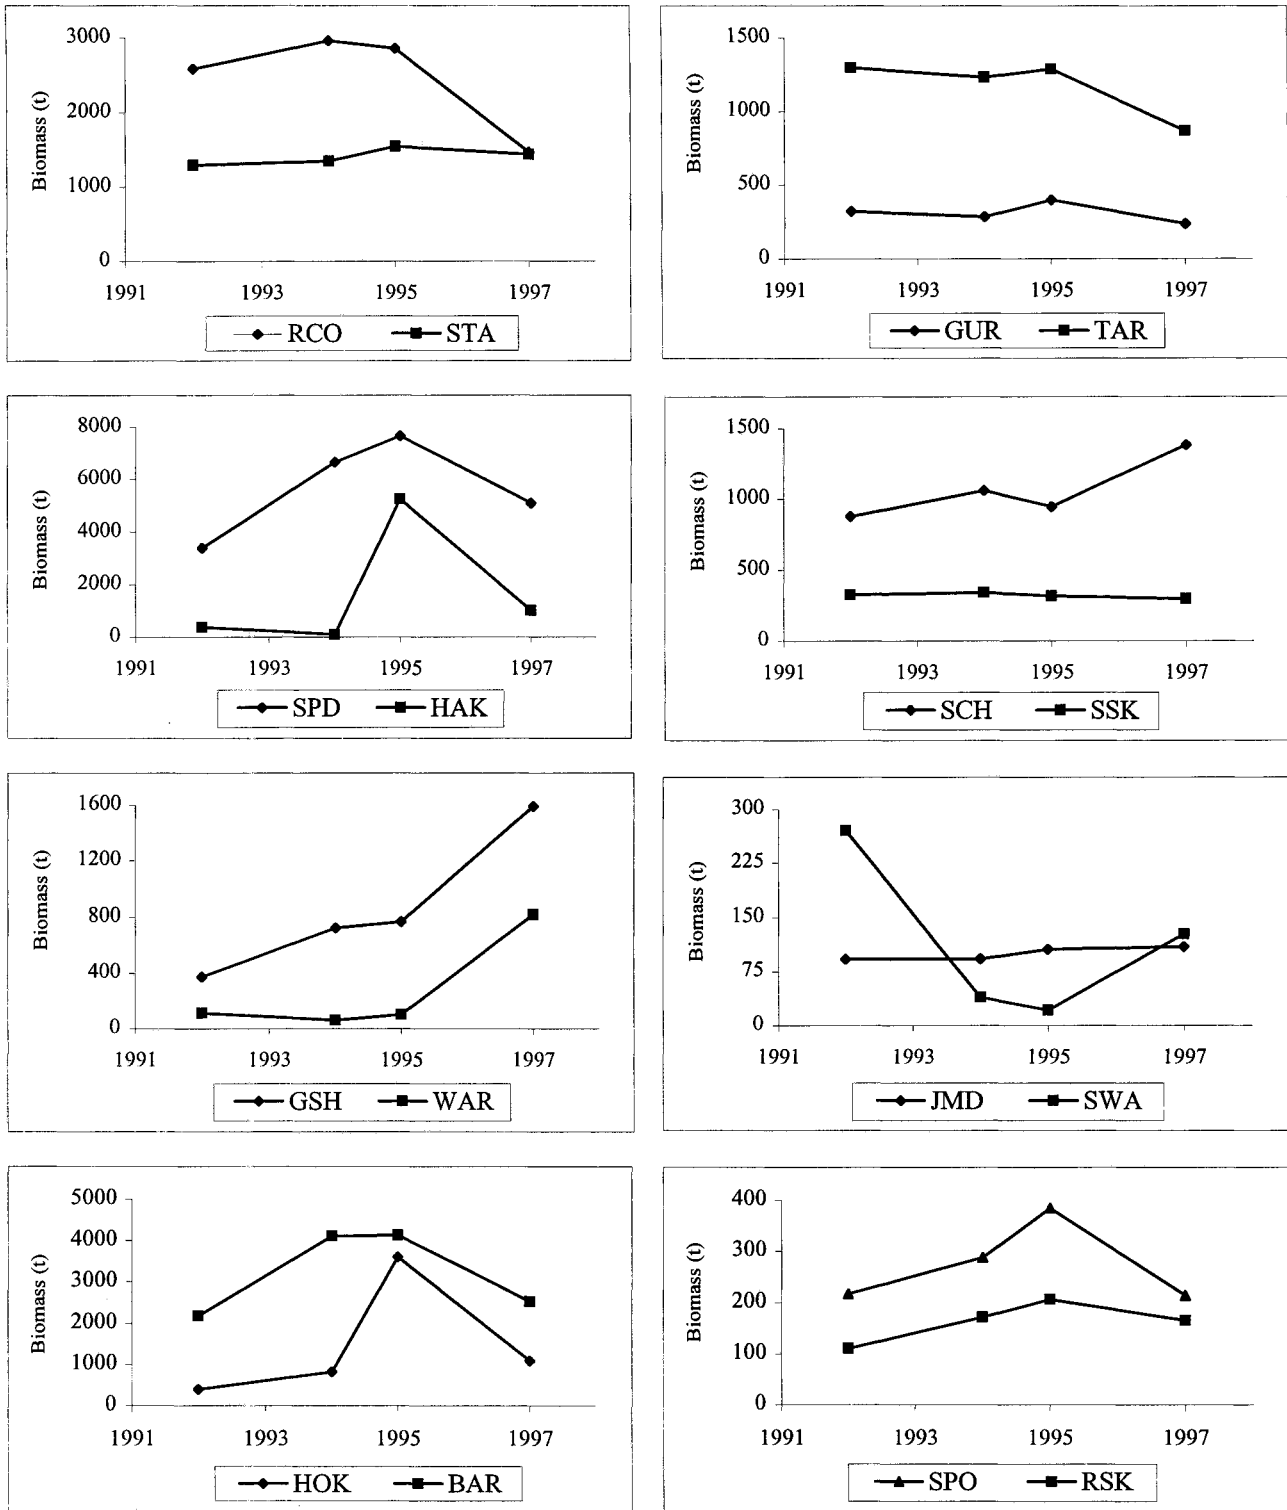 3000
2000
1000
0
Biomass (t)
1991 1993 1995 1997
RCO STA
1500
1000
500
0
Biomass (t)
1991 1993 1995 1997
GUR TAR
8000
6000
4000
2000
0
Biomass (t)
1991 1993 1995 1997
SPD HAK
1500
1000
500
0
Biomass (t)
1991 1993 1995 1997
SCH SSK
1600
1200
800
400
0
Biomass (t)
1991 1993 1995 1997
GSH WAR
300
225
150
75
0
Biomass (t)
1991 1993 1995 1997
JMD SWA
5000
4000
3000
2000
1000
0
Biomass (t)
1991 1993 1995 1997
HOK BAR
400
300
200
100
0
Biomass (t)
1991 1993 1995 1997
SPO RSK